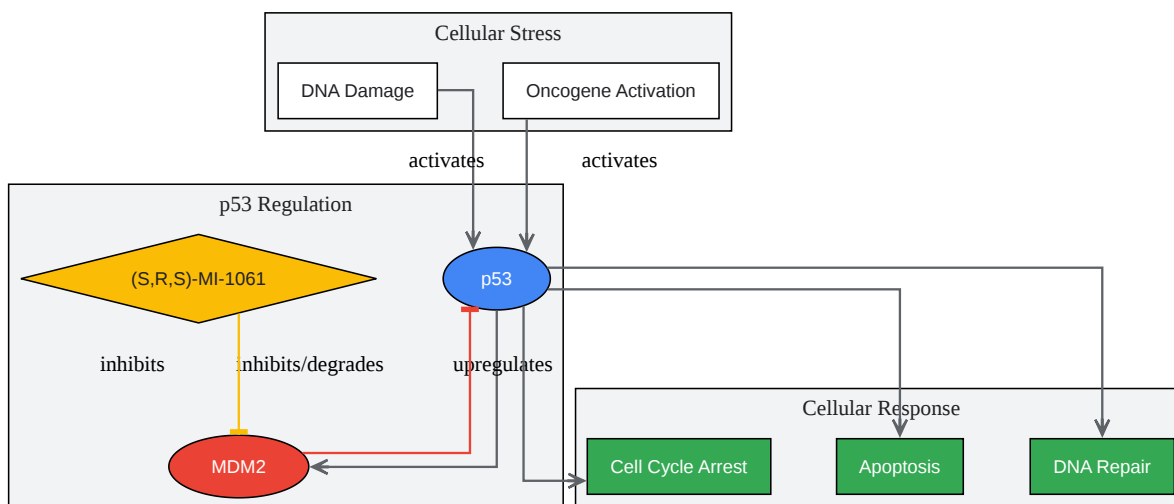 Cellular Stress
DNA Damage
Oncogene Activation
activates
activates
p53 Regulation
(S,R,S)-MI-1061
p53
inhibits
inhibits/degrades
upregulates
Cellular Response
MDM2
Cell Cycle Arrest
Apoptosis
DNA Repair